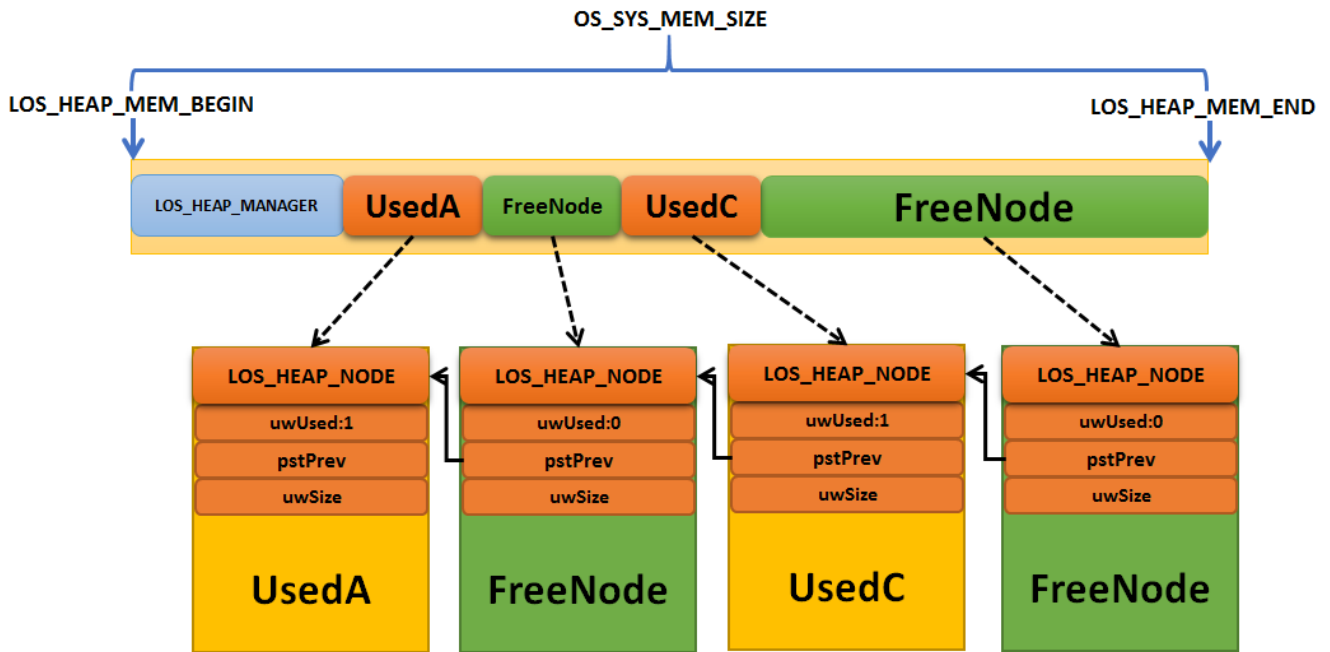 OS_SYS_MEM_SIZE
LOS_HEAP_MEM_BEGIN
LOS_HEAP_MEM_END
LOS_HEAP_MANAGER
UsedA
FreeNode
UsedC
FreeNode
LOS_HEAP_NODE
uwUsed:1
pstPrev
uwSize
UsedA
LOS_HEAP_NODE
uwUsed:0
pstPrev
uwSize
FreeNode
LOS_HEAP_NODE
uwUsed:1
pstPrev
uwSize
UsedC
LOS_HEAP_NODE
uwUsed:0
pstPrev
uwSize
FreeNode